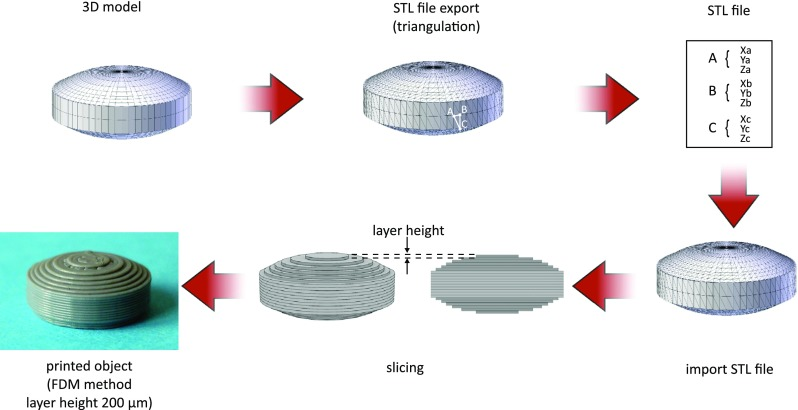 3D model
STL file export
(triangulation)
STL file
A { Xa
Ya
Za
B { Xb
Yb
Zb
C { Xc
Yc
Zc
A B
C
layer height
printed object
(FDM method
layer height 200 µm)
slicing
import STL file